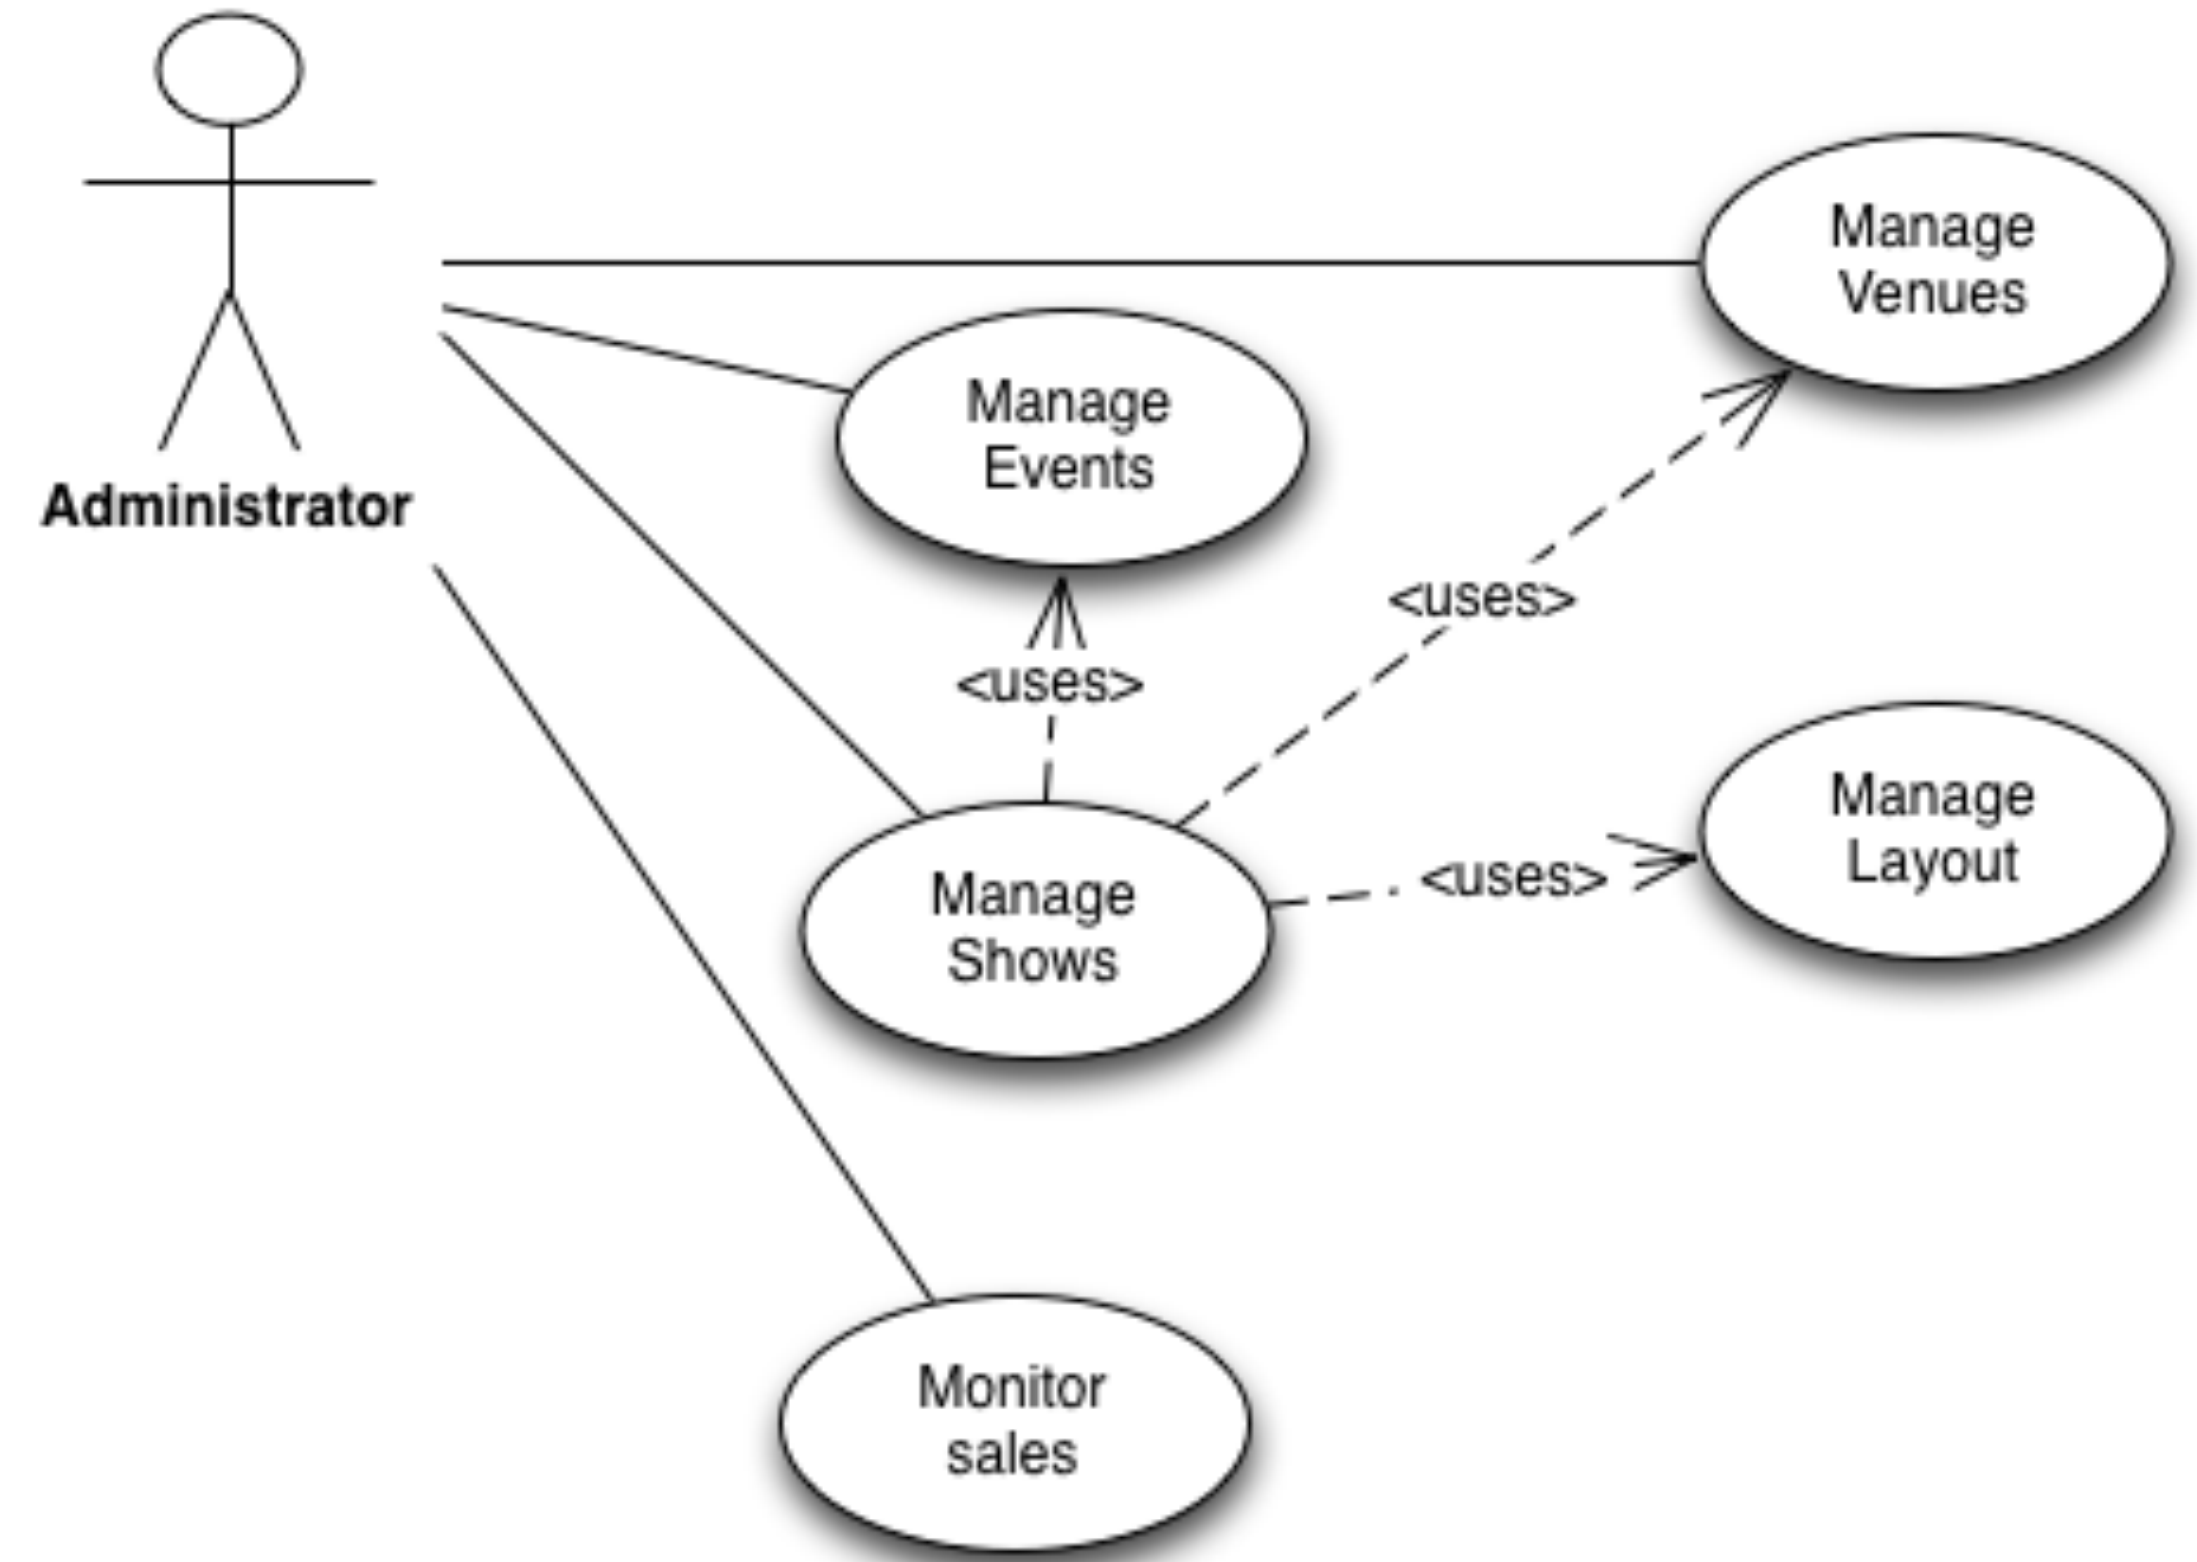 Manage
Venues
Manage
Events
Administrator
<uses>
<uses>
Manage
Layout
<uses>
Manage
Shows
Monitor
sales